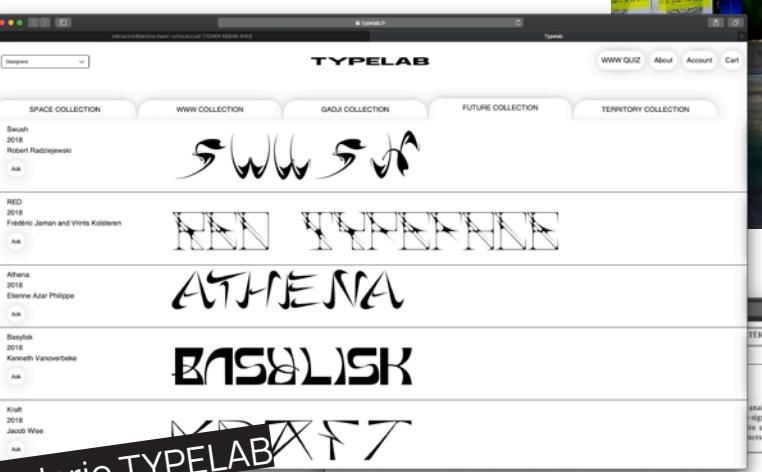 typelab.fr
Typelab
Designers
TYPELAB
WWW QUIZ
About
Account
Cart
SPACE COLLECTION
WWW COLLECTION
GADJI COLLECTION
FUTURE COLLECTION
TERRITORY COLLECTION
Swush
2018
Robert Radziejewski
Ask
SWUSH
RED
2018
Frédéric Jaman and Vrints Kolsteren
Ask
RED TYPEFACE
Athena
2018
Etienne Azar Philippe
Ask
ATHENA
Basylisk
2018
Kenneth Vanoverbeke
Ask
BASYLISK
Kraft
2018
Jacob Wise
Ask
KRAFT
TYPELAB